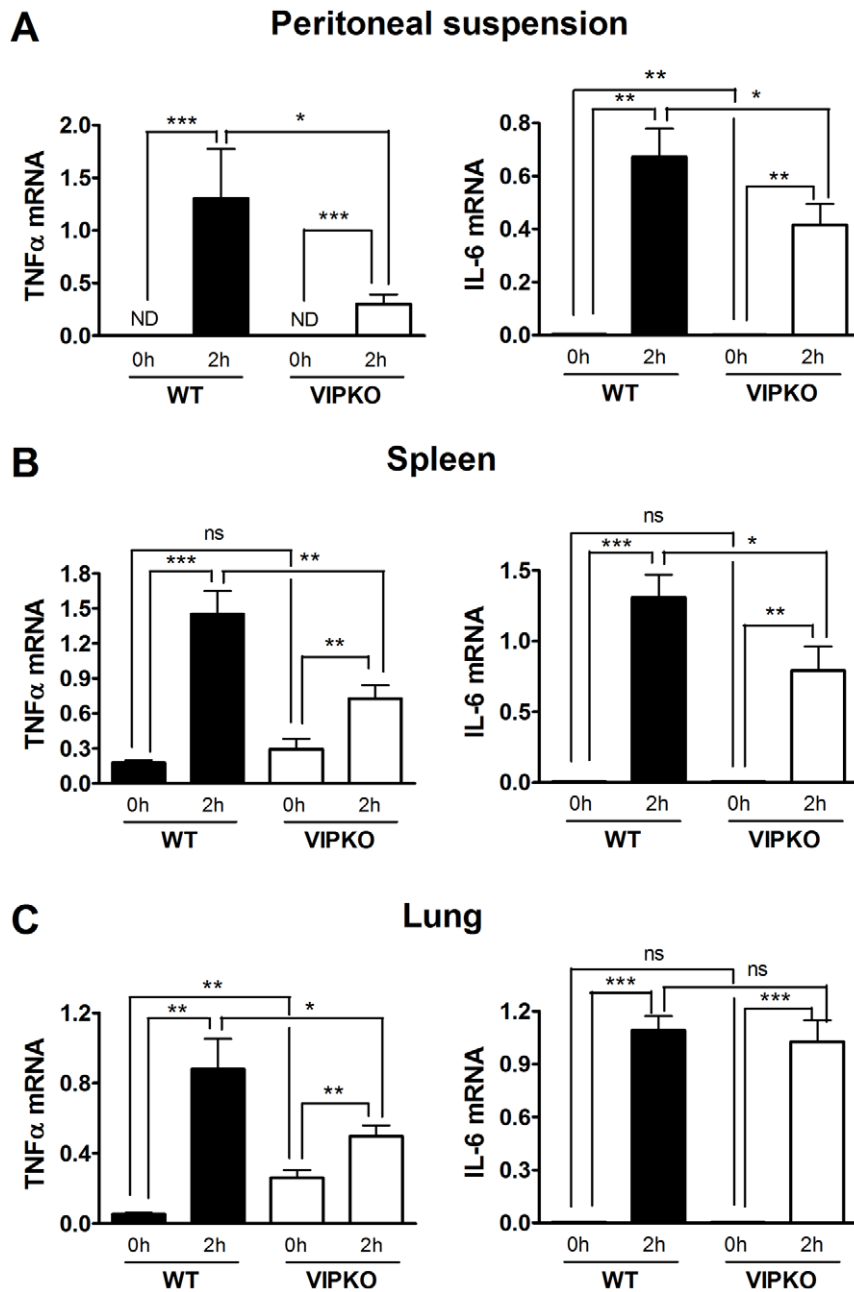 A Peritoneal suspension
TNFα mRNA
2.0
1.5
1.0
0.5
0.0
***
*
***
ND
ND
0h
2h
0h
2h
WT
VIPKO
IL-6 mRNA
0.8
0.6
0.4
0.2
0.0
**
**
*
**
0h
2h
0h
2h
WT
VIPKO
B Spleen
TNFα mRNA
1.8
1.5
1.2
0.9
0.6
0.3
0.0
ns
***
**
**
0h
2h
0h
2h
WT
VIPKO
IL-6 mRNA
1.5
1.0
0.5
0.0
ns
***
*
**
0h
2h
0h
2h
WT
VIPKO
C Lung
TNFα mRNA
1.2
0.8
0.4
0.0
**
**
*
**
0h
2h
0h
2h
WT
VIPKO
IL-6 mRNA
1.2
0.9
0.6
0.3
0.0
ns
***
ns
***
0h
2h
0h
2h
WT
VIPKO